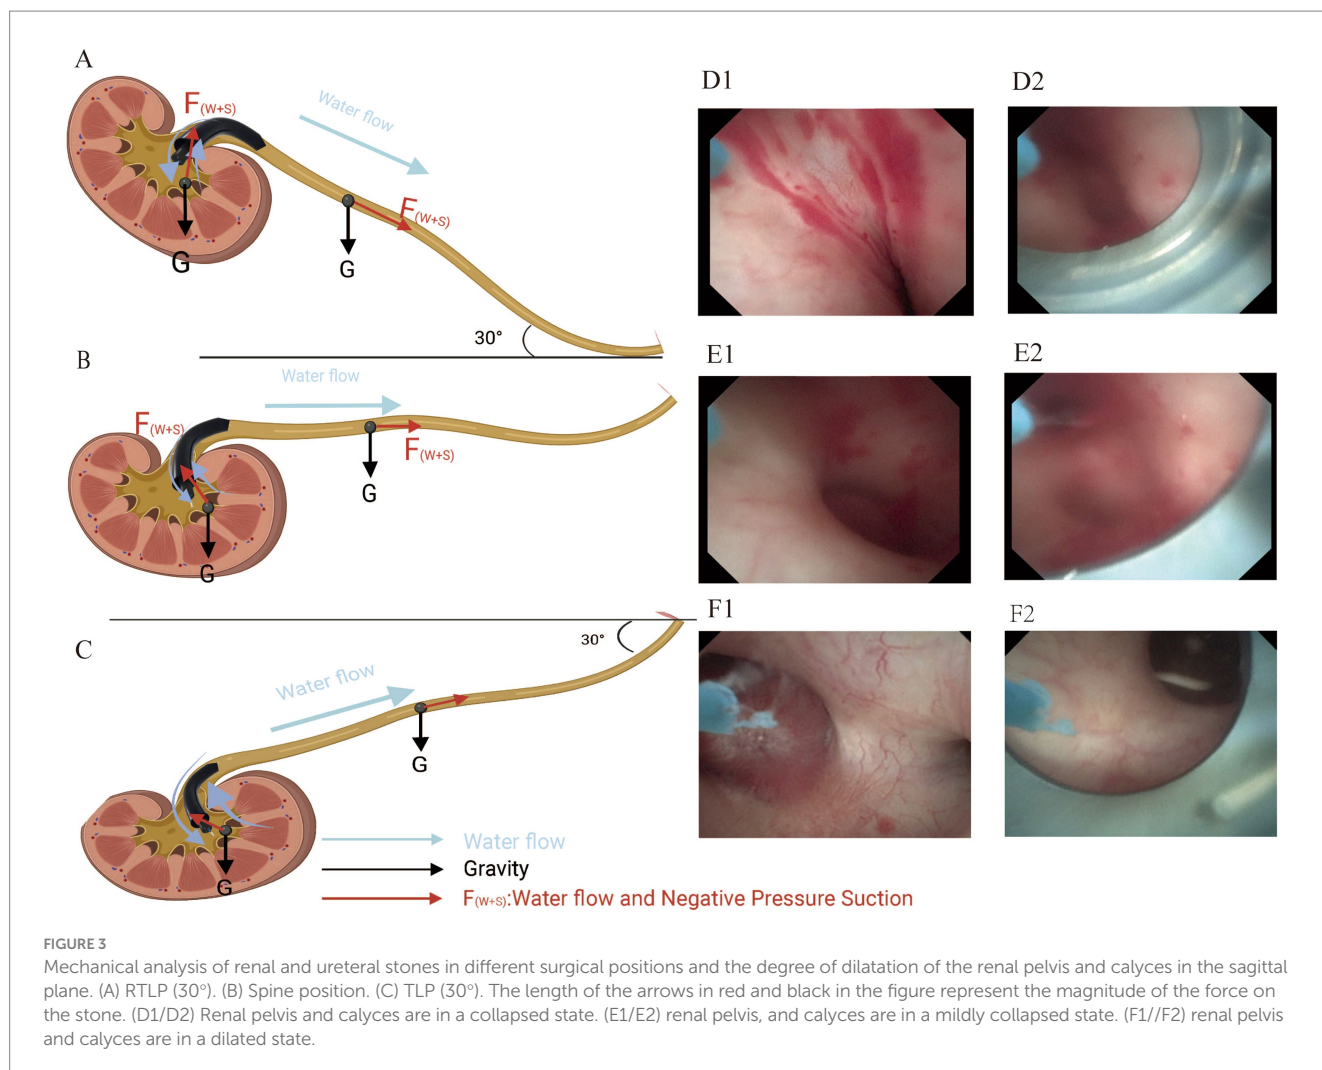 A
F(W+S)
Water flow
F(W+S)
G
G
30°
B
Water flow
F(W+S)
F(W+S)
G
G
C
30°
Water flow
G
G
Water flow
Gravity
F(W+S):Water flow and Negative Pressure Suction
D1
D2
E1
E2
F1
F2
FIGURE 3
Mechanical analysis of renal and ureteral stones in different surgical positions and the degree of dilatation of the renal pelvis and calyces in the sagittal
plane. (A) RTLP (30°). (B) Spine position. (C) TLP (30°). The length of the arrows in red and black in the figure represent the magnitude of the force on
the stone. (D1/D2) Renal pelvis and calyces are in a collapsed state. (E1/E2) renal pelvis, and calyces are in a mildly collapsed state. (F1//F2) renal pelvis
and calyces are in a dilated state.